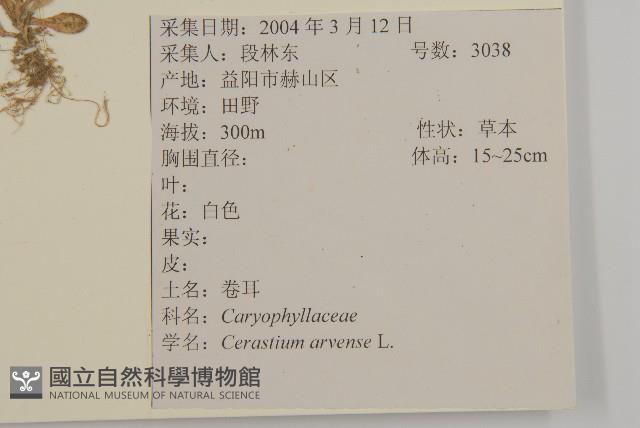 采集日期：2004 年 3 月 12 日
采集人：段林东 号数：3038
产地：益阳市赫山区
环境：田野
海拔：300m 性状：草本
胸围直径： 体高：15~25cm
叶：
花：白色
果实：
皮：
土名：卷耳
科名：Caryophyllaceae
学名：Cerastium arvense L.
國立自然科學博物館
NATIONAL MUSEUM OF NATURAL SCIENCE